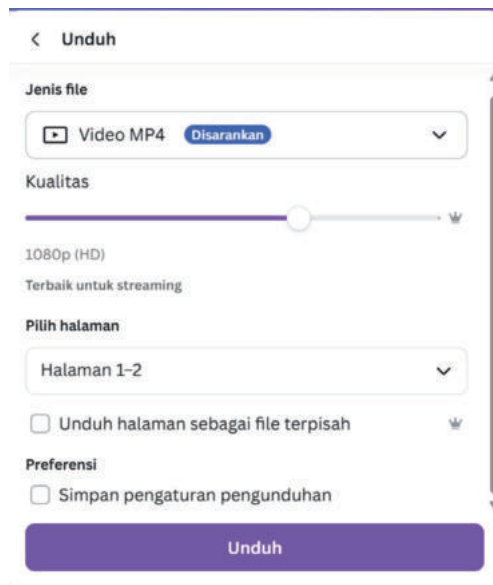 Unduh
Jenis file
Video MP4 Disarankan
Kualitas
1080p (HD)
Terbaik untuk streaming
Pilih halaman
Halaman 1–2
Unduh halaman sebagai file terpisah
Preferensi
Simpan pengaturan pengunduhan
Unduh